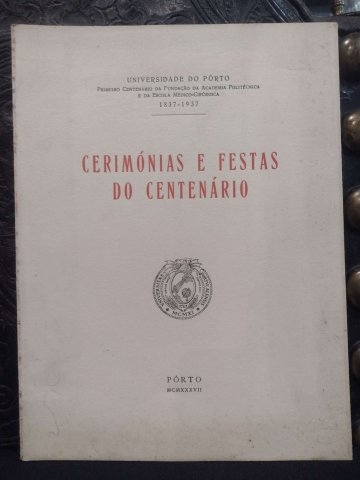 UNIVERSIDADE DO PÔRTO
PRIMEIRO CENTENÁRIO DA FUNDAÇÃO DA ACADEMIA POLITÉCNICA
E DA ESCOLA MÉDICO-CIRÚRGICA
1837-1937
CERIMÓNIAS E FESTAS
DO CENTENÁRIO
MCMXI
PÔRTO
MCMXXXVII